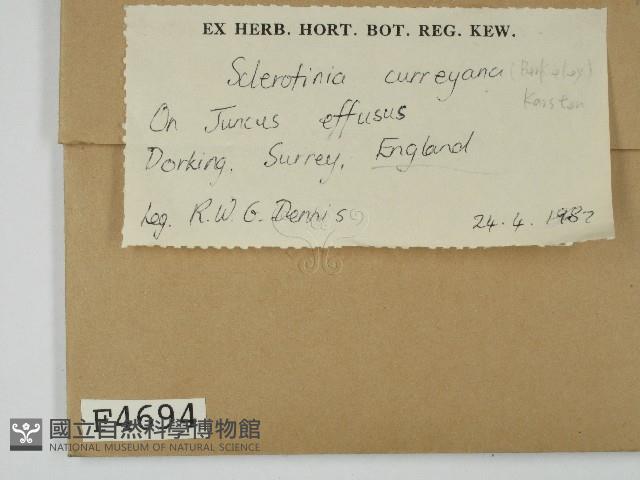 EX HERB. HORT. BOT. REG. KEW.
Sclerotinia curreyana (Berkeley)
Karsten
On Juncus effusus
Dorking. Surrey, England
leg. R.W.G. Dennis 24.4.1982
F4694
國立自然科學博物館
NATIONAL MUSEUM OF NATURAL SCIENCE